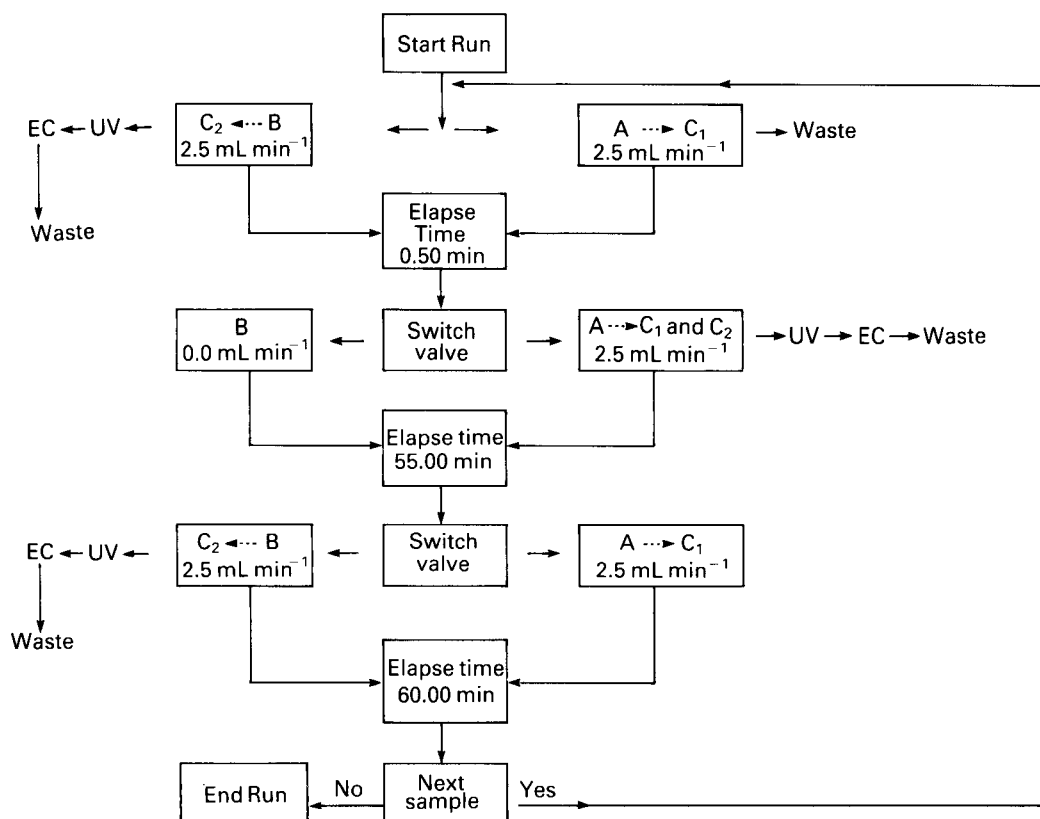 Start Run
EC
UV
C₂ ⇠ B
2.5 mL min⁻¹
A ⇢ C₁
2.5 mL min⁻¹
Waste
Waste
Elapse
Time
0.50 min
B
0.0 mL min⁻¹
Switch
valve
A ⇢ C₁ and C₂
2.5 mL min⁻¹
UV
EC
Waste
Elapse time
55.00 min
EC
UV
C₂ ⇠ B
2.5 mL min⁻¹
Switch
valve
A ⇢ C₁
2.5 mL min⁻¹
Waste
Elapse time
60.00 min
End Run
No
Next
sample
Yes